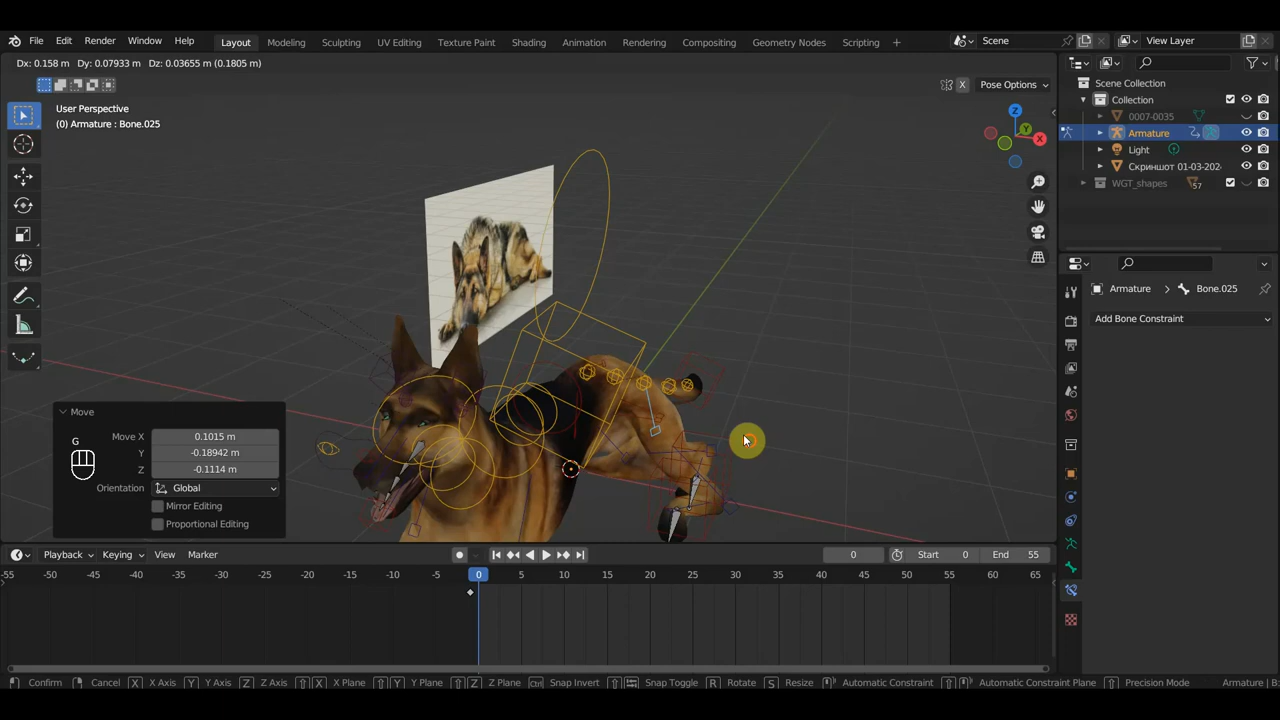 File Edit Render Window Help Layout Modeling Sculpting UV Editing Texture Paint Shading Animation Rendering Compositing Geometry Nodes Scripting + Scene View Layer
Dx: 0.158 m Dy: 0.07933 m Dz: 0.03655 m (0.1805 m)
X Pose Options
Scene Collection
Collection
0007-0035
Armature
Light
Скриншот 01-03-202
WGT_shapes 57
User Perspective
(0) Armature : Bone.025
Z
Y
X
Armature > Bone.025
Add Bone Constraint
Move
G
Move X 0.1015 m
Y -0.18942 m
Z -0.1114 m
Orientation Global
Mirror Editing
Proportional Editing
Playback Keying View Marker 0 Start 0 End 55
-55 -50 -45 -40 -35 -30 -25 -20 -15 -10 -5 0 5 10 15 20 25 30 35 40 45 50 55 60 65
Confirm Cancel X X Axis Y Y Axis Z Z Axis X X Plane Y Y Plane Z Z Plane Ctrl Snap Invert Snap Toggle R Rotate S Resize Automatic Constraint Automatic Constraint Plane Precision Mode Armature | B